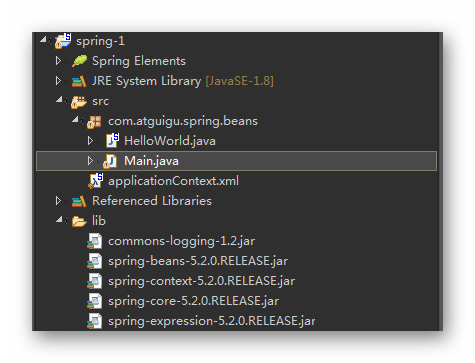 spring-1
Spring Elements
JRE System Library [JavaSE-1.8]
src
com.atguigu.spring.beans
HelloWorld.java
Main.java
applicationContext.xml
Referenced Libraries
lib
commons-logging-1.2.jar
spring-beans-5.2.0.RELEASE.jar
spring-context-5.2.0.RELEASE.jar
spring-core-5.2.0.RELEASE.jar
spring-expression-5.2.0.RELEASE.jar